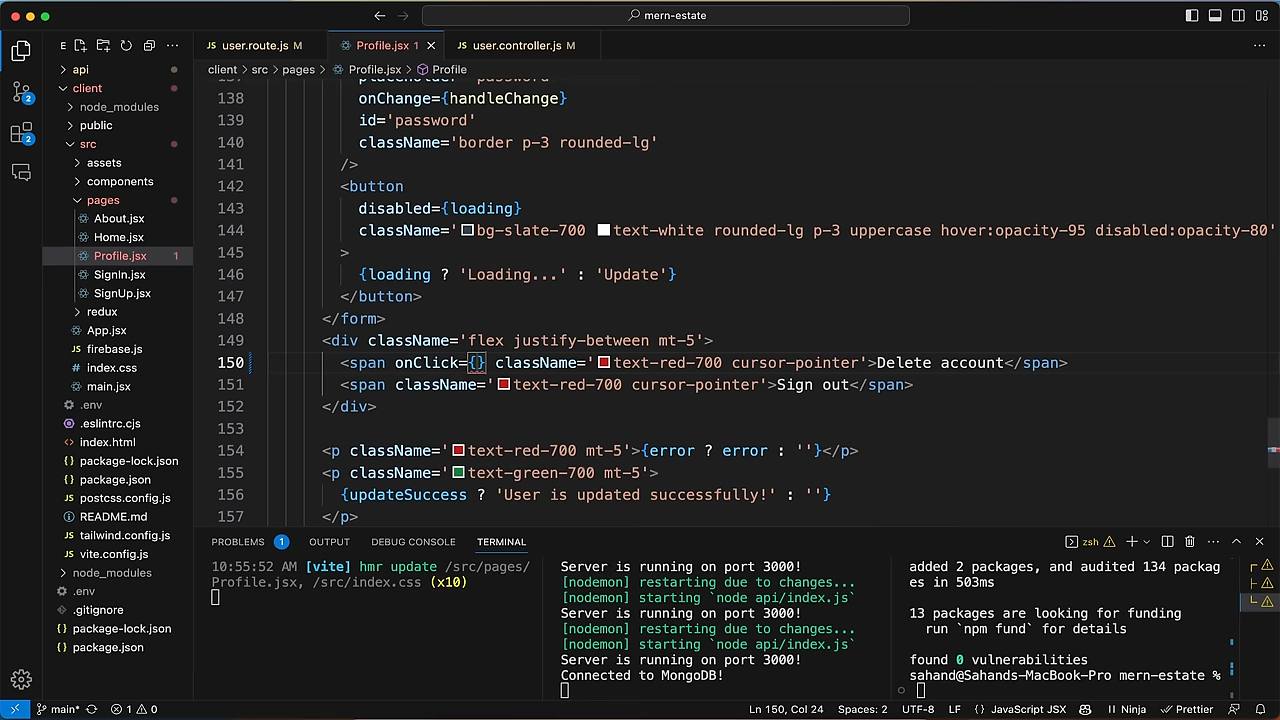 mern-estate
E
user.route.js M
Profile.jsx 1
user.controller.js M
client > src > pages > Profile.jsx > Profile
api
client
node_modules
public
src
assets
components
pages
About.jsx
Home.jsx
Profile.jsx 1
SignIn.jsx
SignUp.jsx
redux
App.jsx
JS firebase.js
# index.css
main.jsx
.env
.eslintrc.cjs
<> index.html
{} package-lock.json
{} package.json
JS postcss.config.js
README.md
JS tailwind.config.js
JS vite.config.js
node_modules
.env
.gitignore
{} package-lock.json
{} package.json
2
2
137 placeholder='password'
138 onChange={handleChange}
139 id='password'
140 className='border p-3 rounded-lg'
141 />
142 <button
143 disabled={loading}
144 className='bg-slate-700 text-white rounded-lg p-3 uppercase hover:opacity-95 disabled:opacity-80'
145 >
146 {loading ? 'Loading...' : 'Update'}
147 </button>
148 </form>
149 <div className='flex justify-between mt-5'>
150 <span onClick={} className='text-red-700 cursor-pointer'>Delete account</span>
151 <span className='text-red-700 cursor-pointer'>Sign out</span>
152 </div>
153
154 <p className='text-red-700 mt-5'>{error ? error : ''}</p>
155 <p className='text-green-700 mt-5'>
156 {updateSuccess ? 'User is updated successfully!' : ''}
157 </p>
PROBLEMS 1 OUTPUT DEBUG CONSOLE TERMINAL
zsh
10:55:52 AM [vite] hmr update /src/pages/
Profile.jsx, /src/index.css (x10)
Server is running on port 3000!
[nodemon] restarting due to changes...
[nodemon] starting `node api/index.js`
Server is running on port 3000!
[nodemon] restarting due to changes...
[nodemon] starting `node api/index.js`
Server is running on port 3000!
Connected to MongoDB!
added 2 packages, and audited 134 packag
es in 503ms
13 packages are looking for funding
run `npm fund` for details
found 0 vulnerabilities
sahand@Sahands-MacBook-Pro mern-estate %
main* 1 0 Ln 150, Col 24 Spaces: 2 UTF-8 LF {} JavaScript JSX Ninja Prettier